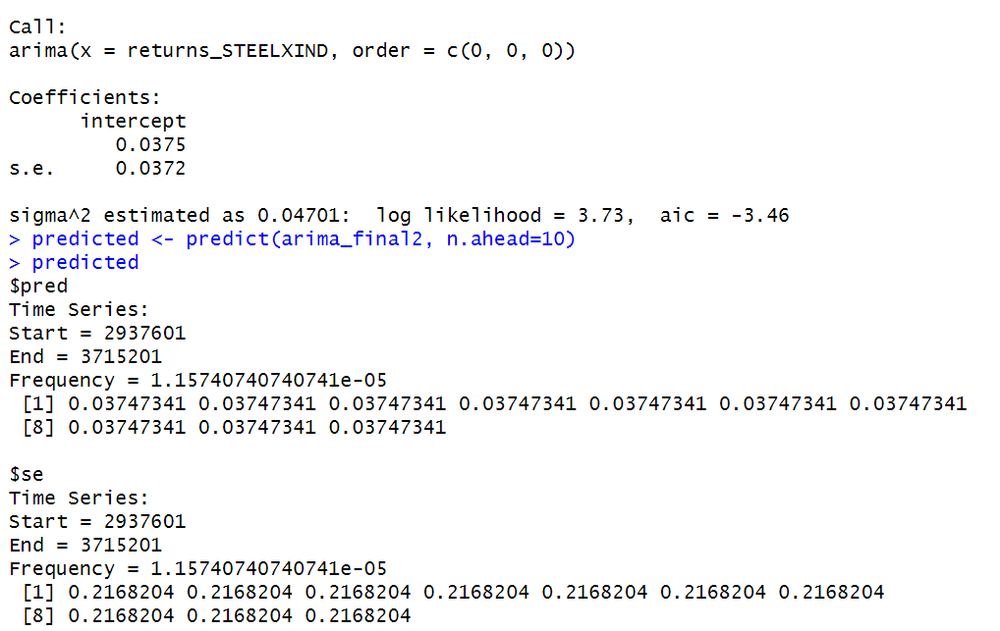 Call:
arima(x = returns_STEELXIND, order = c(0, 0, 0))
Coefficients:
intercept
0.0375
s.e. 0.0372
sigma^2 estimated as 0.04701: log likelihood = 3.73, aic = -3.46
> predicted <- predict(arima_final2, n.ahead=10)
> predicted
$pred
Time Series:
Start = 2937601
End = 3715201
Frequency = 1.15740740740741e-05
[1] 0.03747341 0.03747341 0.03747341 0.03747341 0.03747341 0.03747341 0.03747341
[8] 0.03747341 0.03747341 0.03747341
$se
Time Series:
Start = 2937601
End = 3715201
Frequency = 1.15740740740741e-05
[1] 0.2168204 0.2168204 0.2168204 0.2168204 0.2168204 0.2168204 0.2168204
[8] 0.2168204 0.2168204 0.2168204